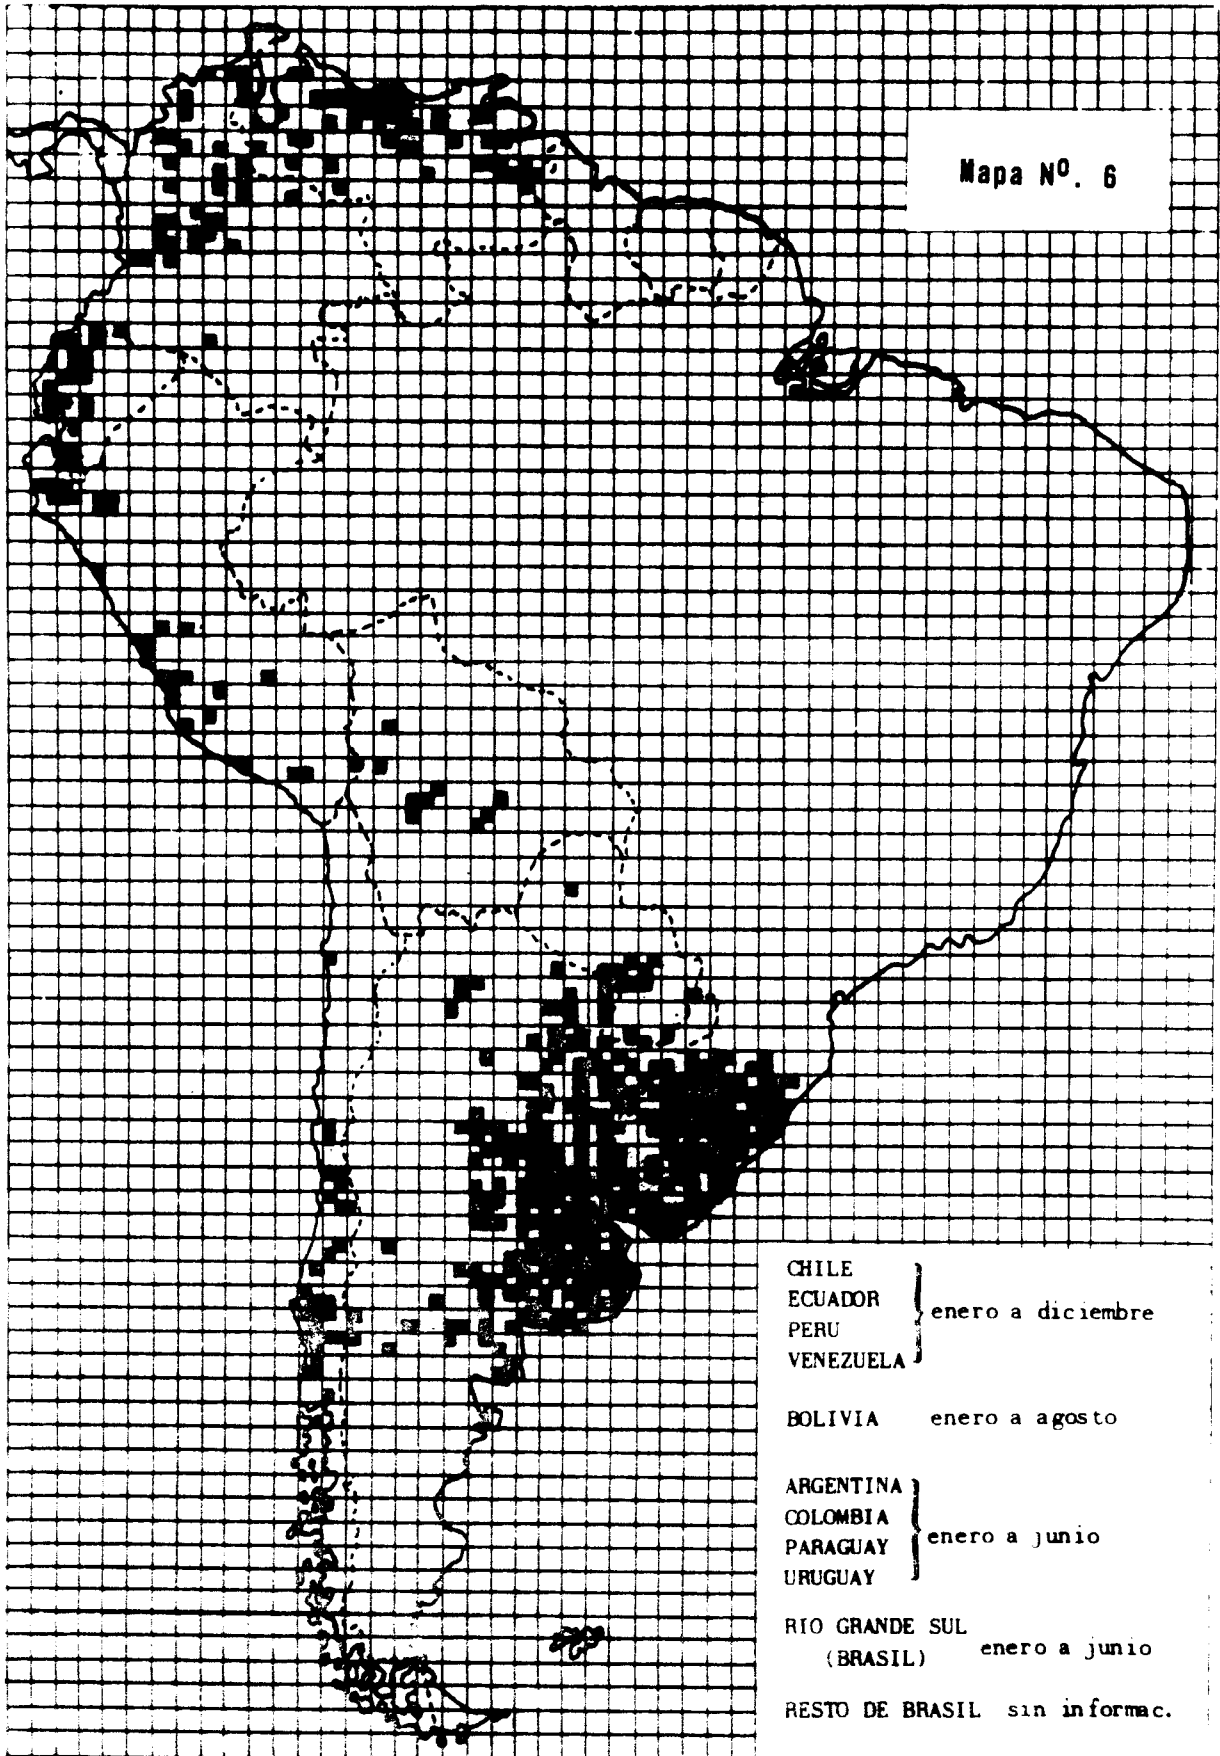 Mapa Nº. 6
CHILE
ECUADOR
enero a diciembre
PERU
VENEZUELA
BOLIVIA enero a agosto
ARGENTINA
COLOMBIA
enero a junio
PARAGUAY
URUGUAY
RIO GRANDE SUL
(BRASIL) enero a junio
RESTO DE BRASIL sin informac.